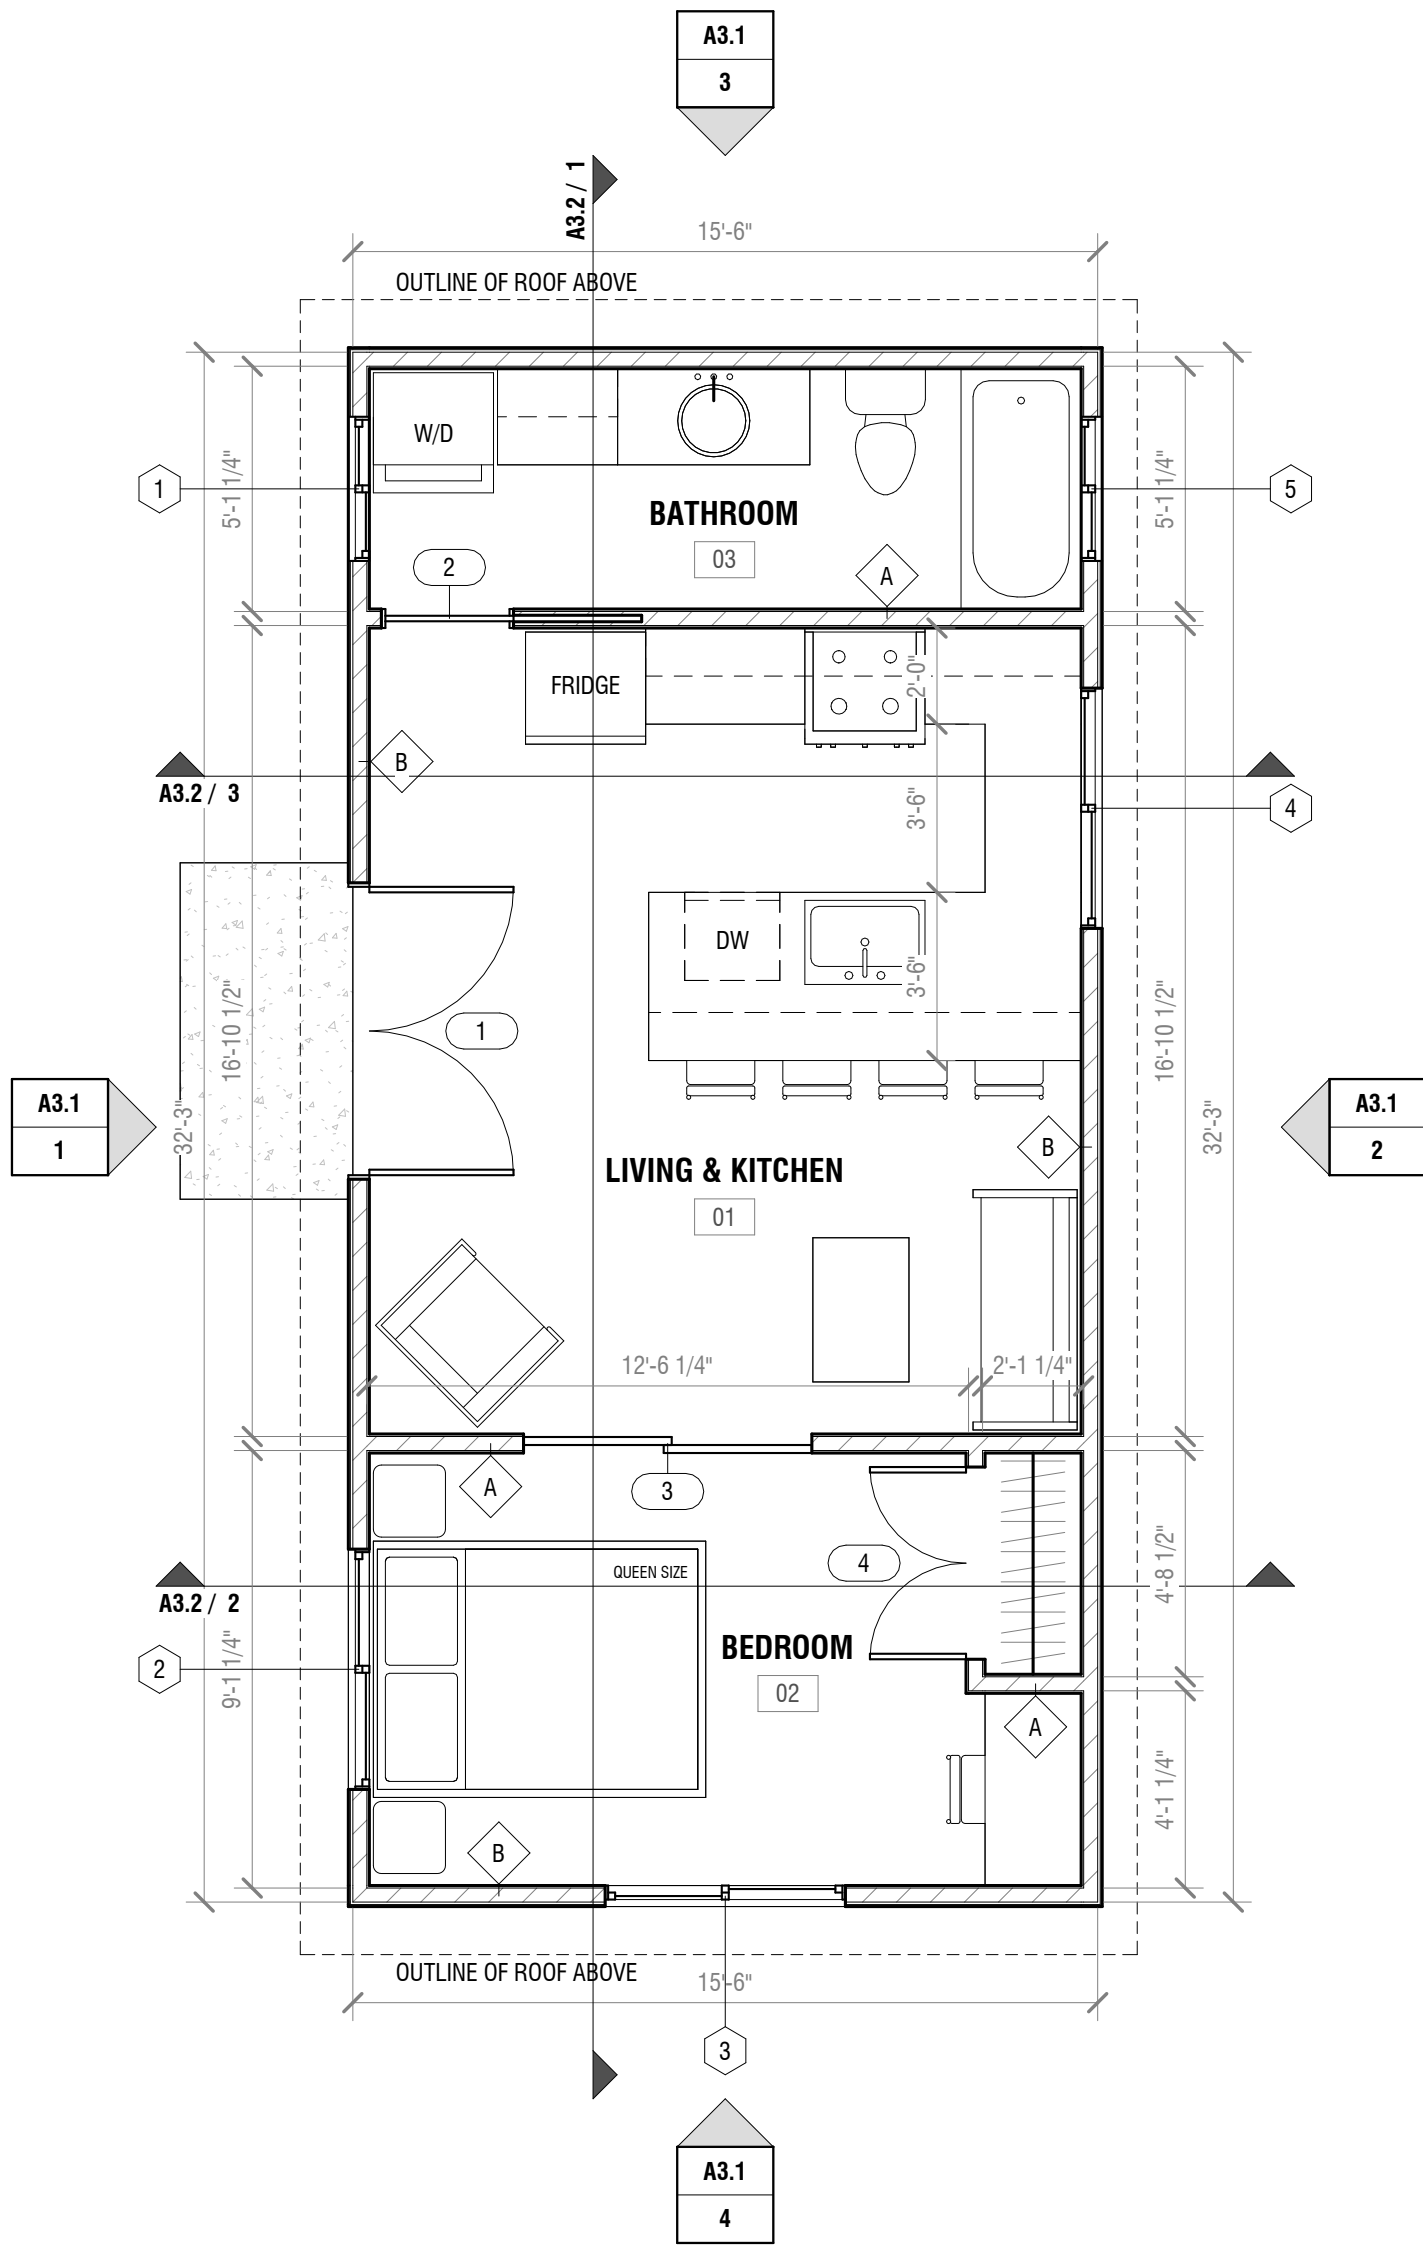 A3.1
3
A3.2 / 1
15'-6"
OUTLINE OF ROOF ABOVE
W/D
1
5'-1 1/4"
5'-1 1/4"
5
BATHROOM
03
2
A
FRIDGE
2'-0"
B
A3.2 / 3
3'-6"
4
DW
3'-6"
1
16'-10 1/2"
16'-10 1/2"
A3.1
1
32'-3"
32'-3"
A3.1
2
B
LIVING & KITCHEN
01
12'-6 1/4"
2'-1 1/4"
A
3
QUEEN SIZE
4
4'-8 1/2"
A3.2 / 2
BEDROOM
02
2
9'-1 1/4"
A
4'-1 1/4"
B
OUTLINE OF ROOF ABOVE
15'-6"
3
A3.1
4